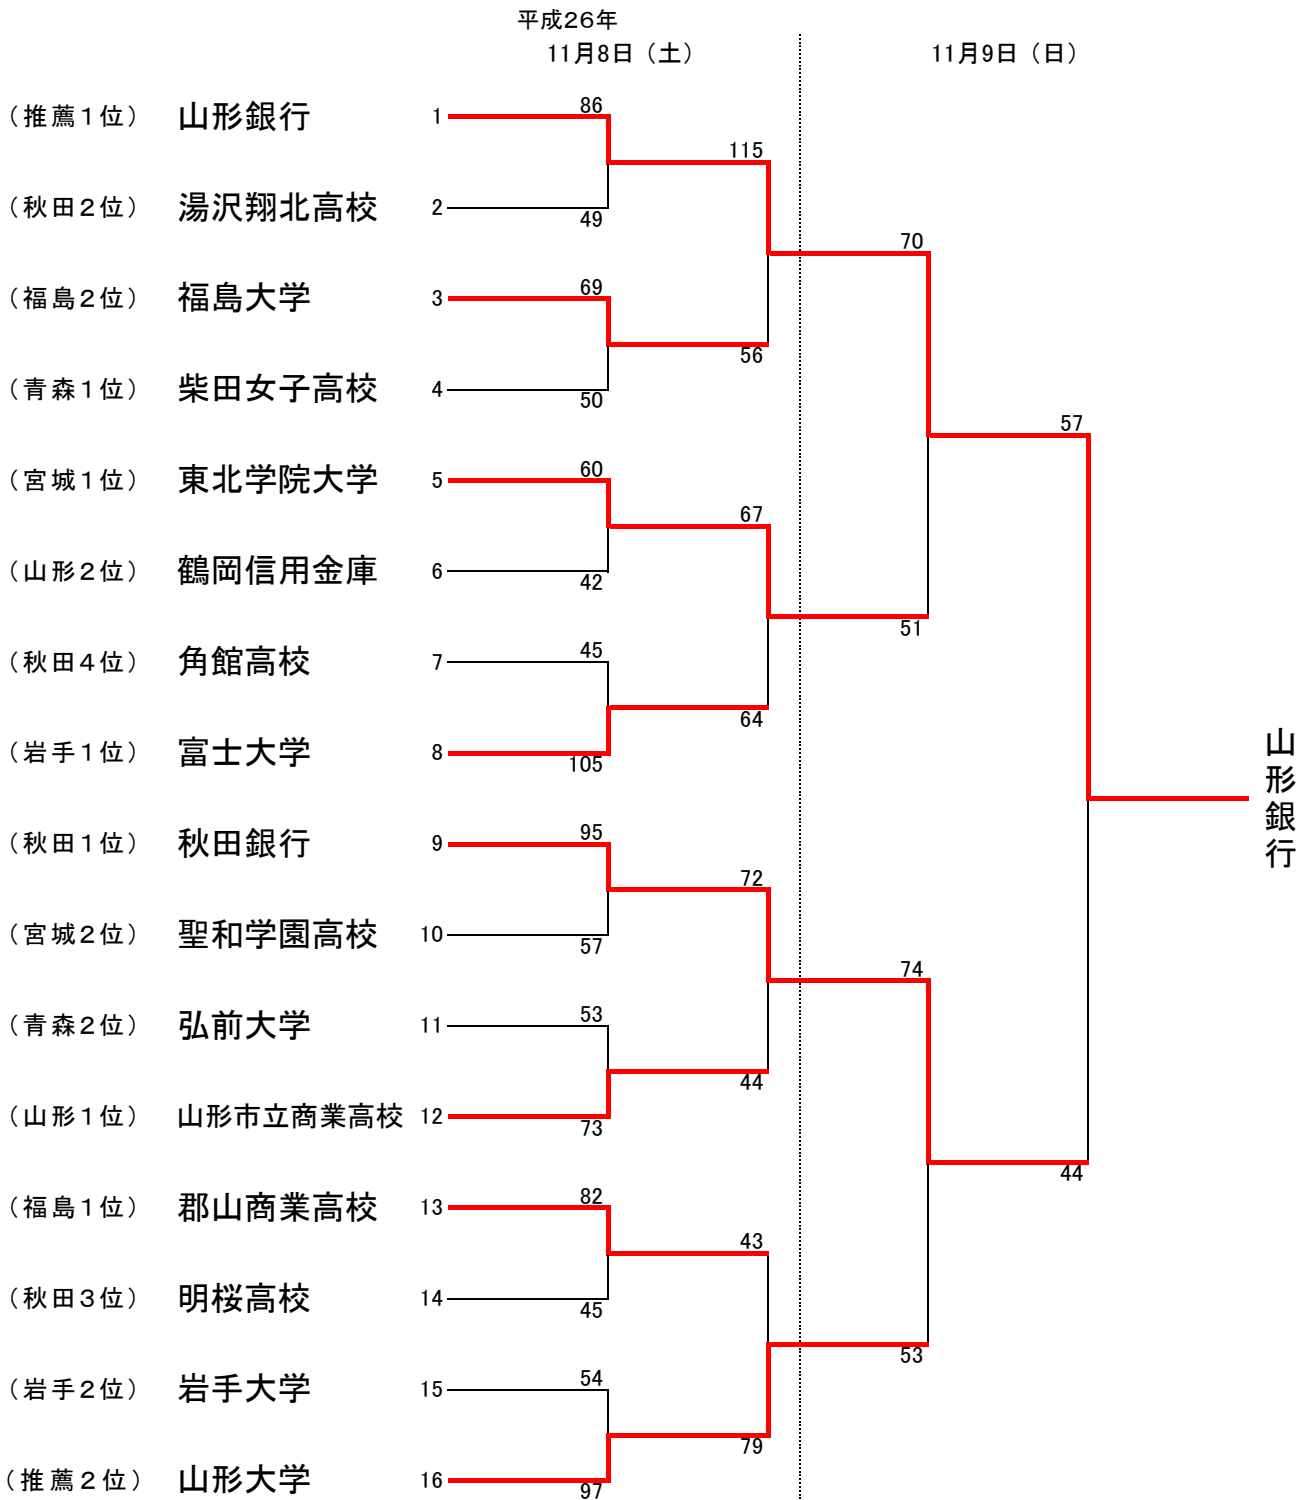 平成26年
11月8日（土）
11月9日（日）
86
（推薦１位） 山形銀行 1
115
（秋田２位） 湯沢翔北高校 2
49
70
69
（福島２位） 福島大学 3
56
（青森１位） 柴田女子高校 4
50
57
60
（宮城１位） 東北学院大学 5
67
（山形２位） 鶴岡信用金庫 6
42
51
45
（秋田４位） 角館高校 7
64
（岩手１位） 富士大学 8
105
山形銀行
95
（秋田１位） 秋田銀行 9
72
（宮城２位） 聖和学園高校 10
57
74
53
（青森２位） 弘前大学 11
44
（山形１位） 山形市立商業高校 12
73
44
82
（福島１位） 郡山商業高校 13
43
（秋田３位） 明桜高校 14
45
53
54
（岩手２位） 岩手大学 15
79
（推薦２位） 山形大学 16
97